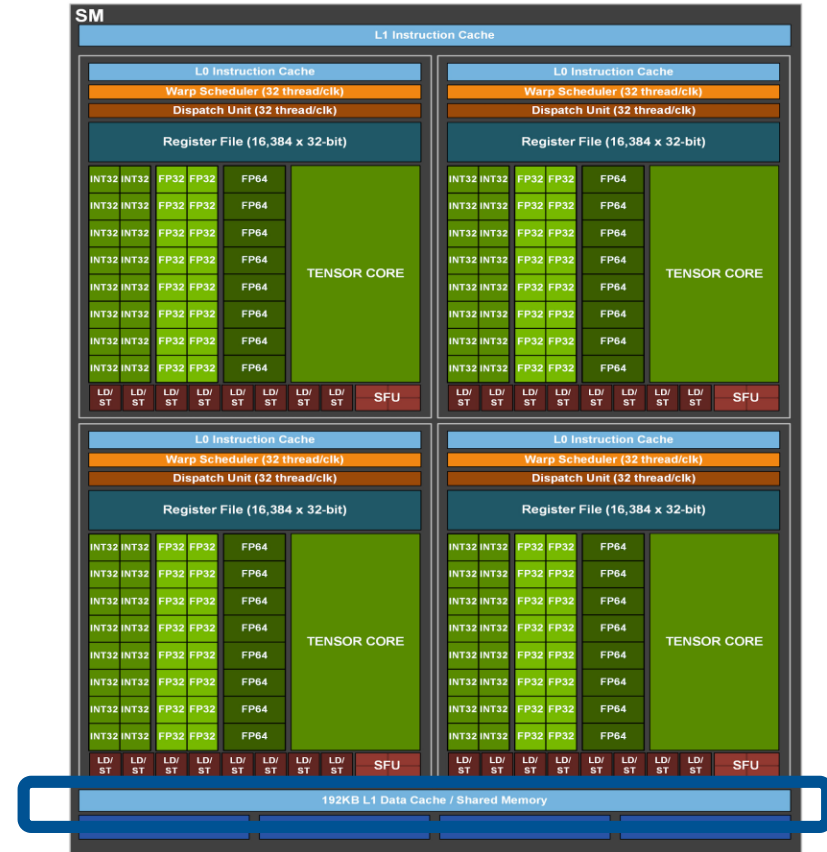 SM
L1 Instruction Cache
L0 Instruction Cache
Warp Scheduler (32 thread/clk)
Dispatch Unit (32 thread/clk)
Register File (16,384 x 32-bit)
INT32 INT32 FP32 FP32 FP64
INT32 INT32 FP32 FP32 FP64
INT32 INT32 FP32 FP32 FP64
INT32 INT32 FP32 FP32 FP64
TENSOR CORE
INT32 INT32 FP32 FP32 FP64
INT32 INT32 FP32 FP32 FP64
INT32 INT32 FP32 FP32 FP64
INT32 INT32 FP32 FP32 FP64
LD/ LD/ LD/ LD/ LD/ LD/ LD/ LD/
ST ST ST ST ST ST ST ST
SFU
L0 Instruction Cache
Warp Scheduler (32 thread/clk)
Dispatch Unit (32 thread/clk)
Register File (16,384 x 32-bit)
INT32 INT32 FP32 FP32 FP64
INT32 INT32 FP32 FP32 FP64
INT32 INT32 FP32 FP32 FP64
INT32 INT32 FP32 FP32 FP64
TENSOR CORE
INT32 INT32 FP32 FP32 FP64
INT32 INT32 FP32 FP32 FP64
INT32 INT32 FP32 FP32 FP64
INT32 INT32 FP32 FP32 FP64
LD/ LD/ LD/ LD/ LD/ LD/ LD/ LD/
ST ST ST ST ST ST ST ST
SFU
L0 Instruction Cache
Warp Scheduler (32 thread/clk)
Dispatch Unit (32 thread/clk)
Register File (16,384 x 32-bit)
INT32 INT32 FP32 FP32 FP64
INT32 INT32 FP32 FP32 FP64
INT32 INT32 FP32 FP32 FP64
INT32 INT32 FP32 FP32 FP64
TENSOR CORE
INT32 INT32 FP32 FP32 FP64
INT32 INT32 FP32 FP32 FP64
INT32 INT32 FP32 FP32 FP64
INT32 INT32 FP32 FP32 FP64
LD/ LD/ LD/ LD/ LD/ LD/ LD/ LD/
ST ST ST ST ST ST ST ST
SFU
L0 Instruction Cache
Warp Scheduler (32 thread/clk)
Dispatch Unit (32 thread/clk)
Register File (16,384 x 32-bit)
INT32 INT32 FP32 FP32 FP64
INT32 INT32 FP32 FP32 FP64
INT32 INT32 FP32 FP32 FP64
INT32 INT32 FP32 FP32 FP64
TENSOR CORE
INT32 INT32 FP32 FP32 FP64
INT32 INT32 FP32 FP32 FP64
INT32 INT32 FP32 FP32 FP64
INT32 INT32 FP32 FP32 FP64
LD/ LD/ LD/ LD/ LD/ LD/ LD/ LD/
ST ST ST ST ST ST ST ST
SFU
192KB L1 Data Cache / Shared Memory